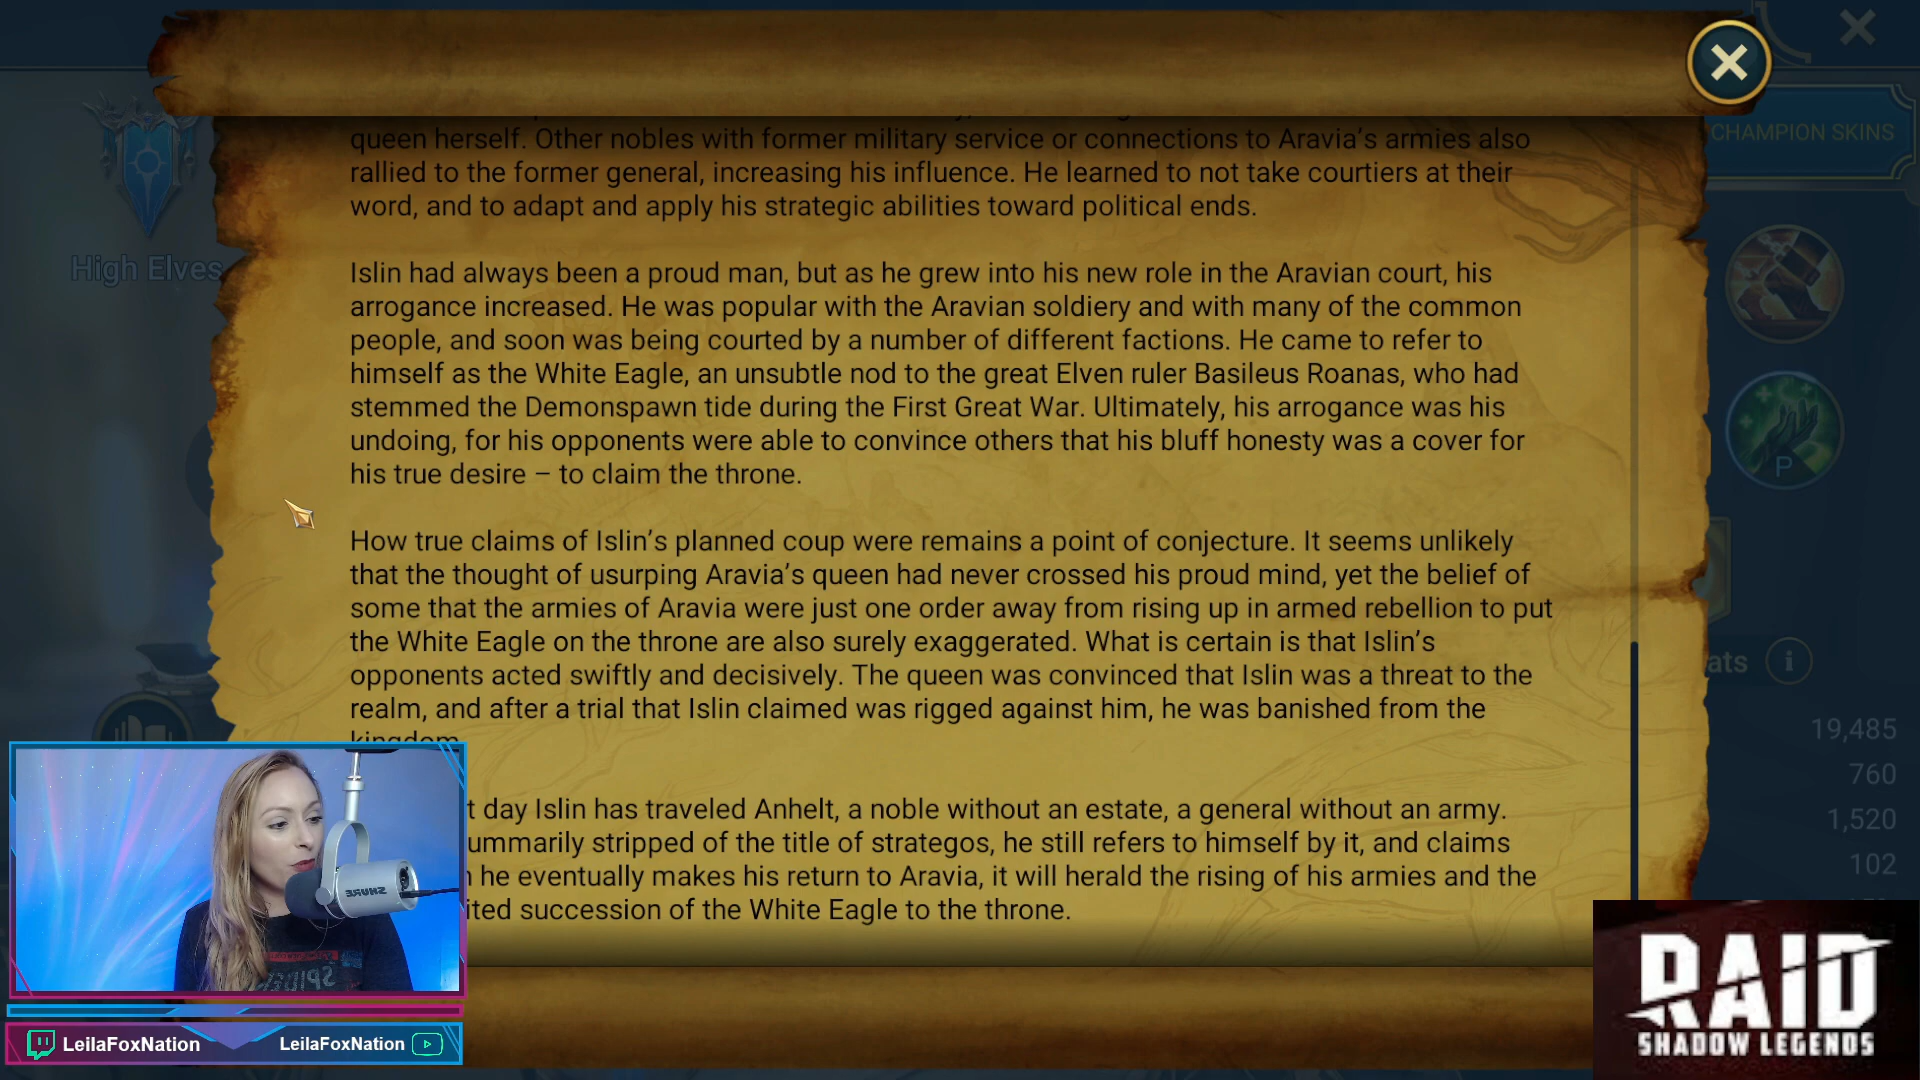 CHAMPION SKINS
High Elves
queen herself. Other nobles with former military service or connections to Aravia's armies also
rallied to the former general, increasing his influence. He learned to not take courtiers at their
word, and to adapt and apply his strategic abilities toward political ends.
Islin had always been a proud man, but as he grew into his new role in the Aravian court, his
arrogance increased. He was popular with the Aravian soldiery and with many of the common
people, and soon was being courted by a number of different factions. He came to refer to
himself as the White Eagle, an unsubtle nod to the great Elven ruler Basileus Roanas, who had
stemmed the Demonspawn tide during the First Great War. Ultimately, his arrogance was his
undoing, for his opponents were able to convince others that his bluff honesty was a cover for
his true desire – to claim the throne.
P
How true claims of Islin's planned coup were remains a point of conjecture. It seems unlikely
that the thought of usurping Aravia's queen had never crossed his proud mind, yet the belief of
some that the armies of Aravia were just one order away from rising up in armed rebellion to put
the White Eagle on the throne are also surely exaggerated. What is certain is that Islin's
opponents acted swiftly and decisively. The queen was convinced that Islin was a threat to the
realm, and after a trial that Islin claimed was rigged against him, he was banished from the
kingdom
ats i
19,485
760
1,520
102
t day Islin has traveled Anhelt, a noble without an estate, a general without an army.
ummarily stripped of the title of strategos, he still refers to himself by it, and claims
he eventually makes his return to Aravia, it will herald the rising of his armies and the
ited succession of the White Eagle to the throne.
SHURE
LeilaFoxNation
LeilaFoxNation
RAID
SHADOW LEGENDS